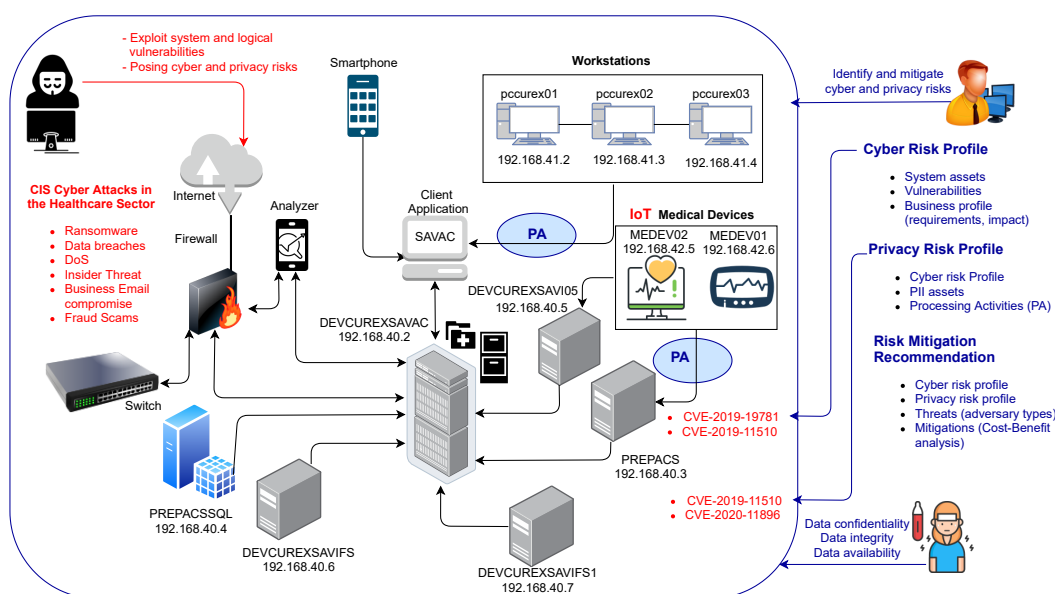 - Exploit system and logical
vulnerabilities
- Posing cyber and privacy risks
Smartphone
Workstations
pccurex01
pccurex02
pccurex03
192.168.41.2
192.168.41.3
192.168.41.4
Identify and mitigate
cyber and privacy risks
Internet
CIS Cyber Attacks in
the Healthcare Sector
Ransomware
Data breaches
DoS
Insider Threat
Business Email
compromise
Fraud Scams
Firewall
Analyzer
Client
Application
SAVAC
PA
IoT Medical Devices
MEDEV02
192.168.42.5
MEDEV01
192.168.42.6
DEVCUREXSAVI05
192.168.40.5
DEVCUREXSAVAC
192.168.40.2
PA
CVE-2019-19781
CVE-2019-11510
PREPACS
192.168.40.3
CVE-2019-11510
CVE-2020-11896
Switch
PREPACSSQL
192.168.40.4
DEVCUREXSAVIFS
192.168.40.6
DEVCUREXSAVIFS1
192.168.40.7
Cyber Risk Profile
System assets
Vulnerabilities
Business profile
(requirements, impact)
Privacy Risk Profile
Cyber risk Profile
PII assets
Processing Activities (PA)
Risk Mitigation
Recommendation
Cyber risk profile
Privacy risk profile
Threats (adversary types)
Mitigations (Cost-Benefit
analysis)
Data confidentiality
Data integrity
Data availability